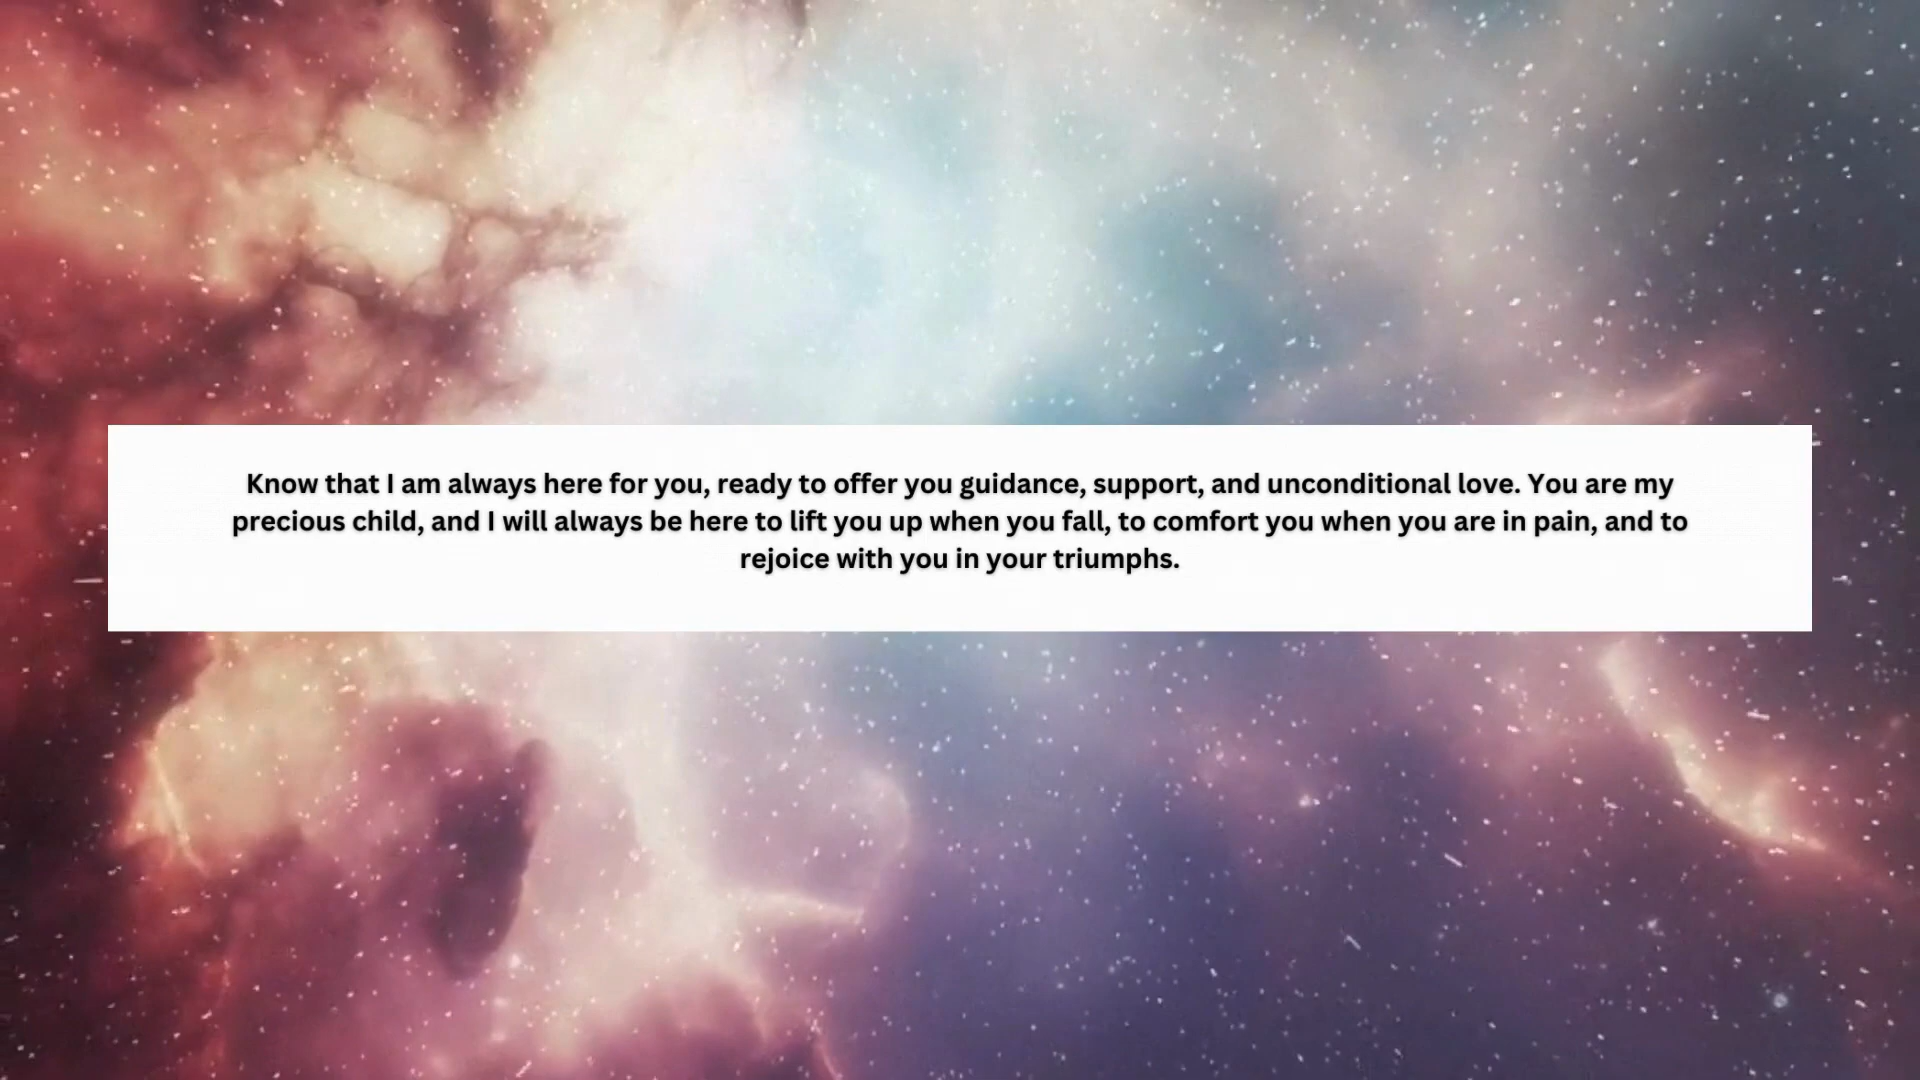 Know that I am always here for you, ready to offer you guidance, support, and unconditional love. You are my
precious child, and I will always be here to lift you up when you fall, to comfort you when you are in pain, and to
rejoice with you in your triumphs.